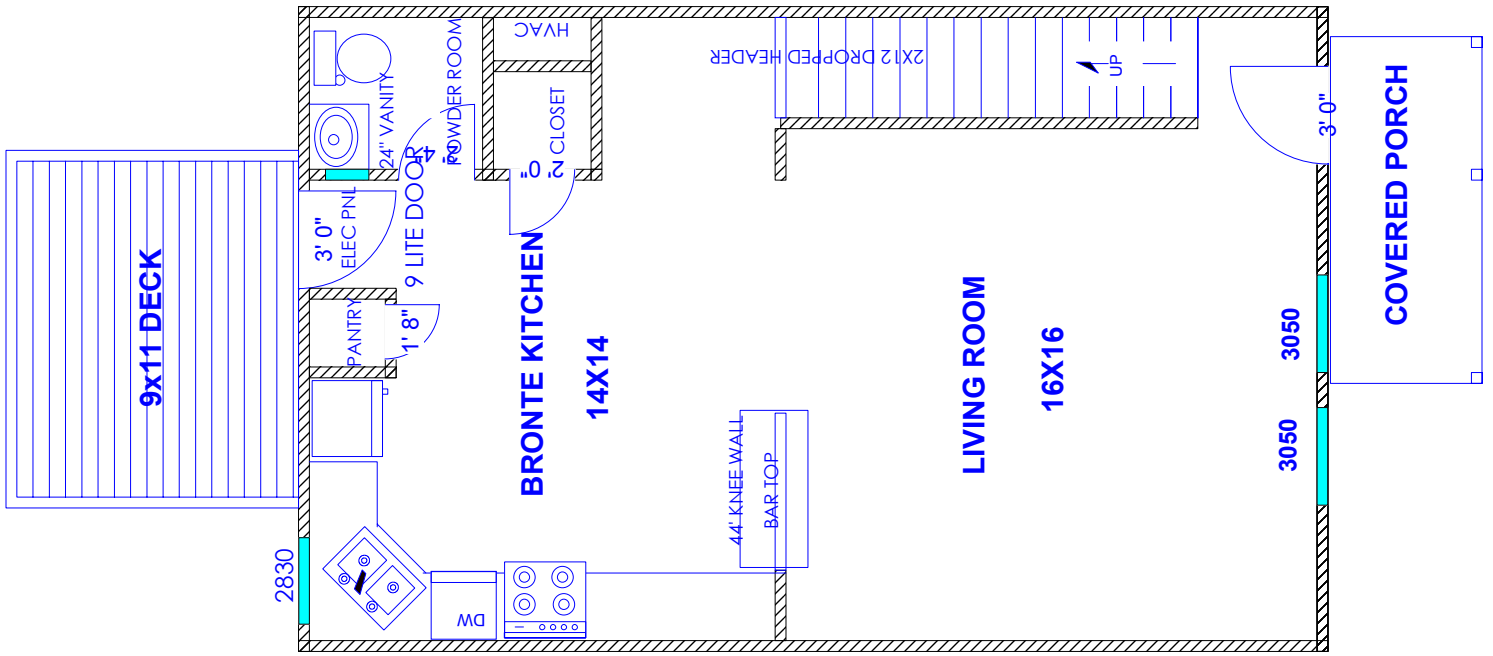 9x11 DECK
2830
3' 0"
ELEC PNL
PANTRY
1' 8"
9 LITE DOOR
24" VANITY
2' 4"
POWDER ROOM
HVAC
CLOSET
2' 0"
BRONTE KITCHEN
14X14
DW
44' KNEE WALL
BAR TOP
2X12 DROPPED HEADER
UP
LIVING ROOM
16X16
3050
3050
3' 0"
COVERED PORCH